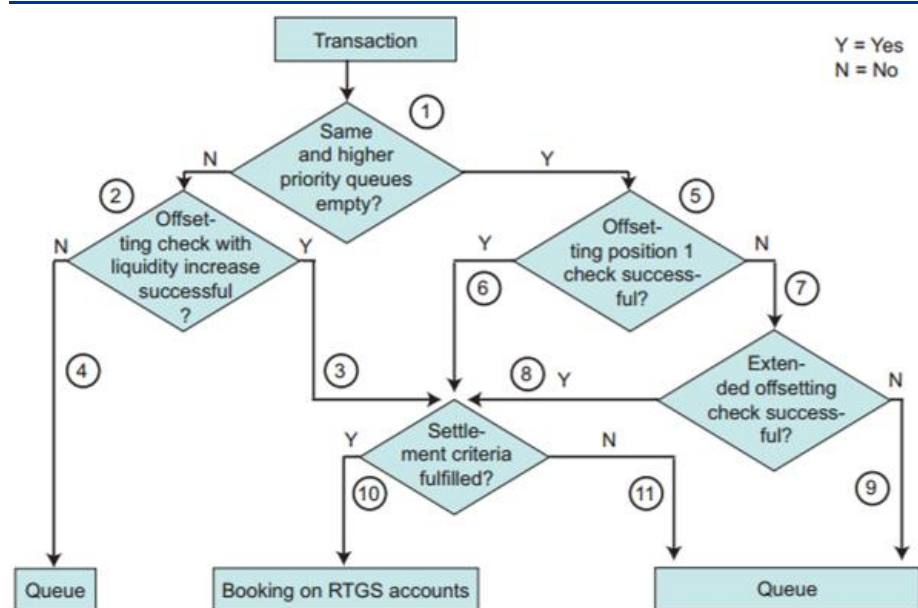 Transaction
Y = Yes
N = No
1
Same
and higher
priority queues
empty?
N
Y
2
Offset-
ting check with
liquidity increase
successful
?
N
Y
5
Offset-
ting position 1
check success-
ful?
Y
N
6
7
4
3
8
Y
Exten-
ded offsetting
check success-
ful?
N
Settle-
ment criteria
fulfilled?
Y
N
10
11
9
Queue
Booking on RTGS accounts
Queue